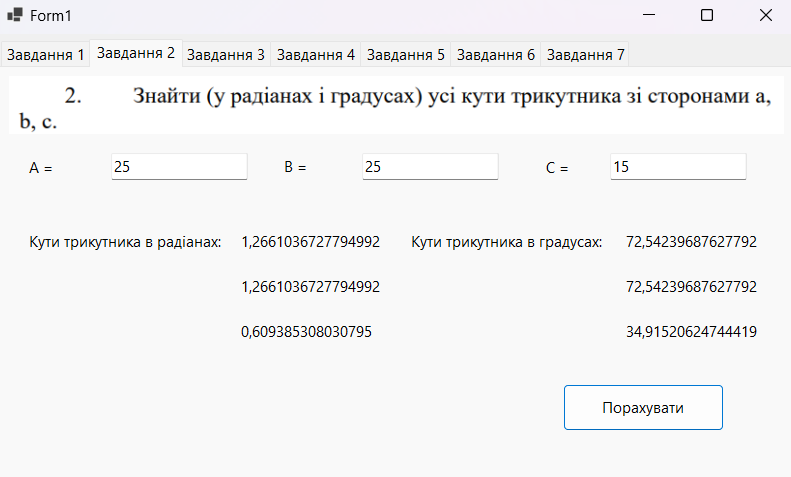 Form1
Завдання 1 Завдання 2 Завдання 3 Завдання 4 Завдання 5 Завдання 6 Завдання 7
2. Знайти (у радіанах і градусах) усі кути трикутника зі сторонами a,
b, c.
A = 25 B = 25 C = 15
Кути трикутника в радіанах: 1,2661036727794992 Кути трикутника в градусах: 72,54239687627792
1,2661036727794992 72,54239687627792
0,609385308030795 34,91520624744419
Порахувати